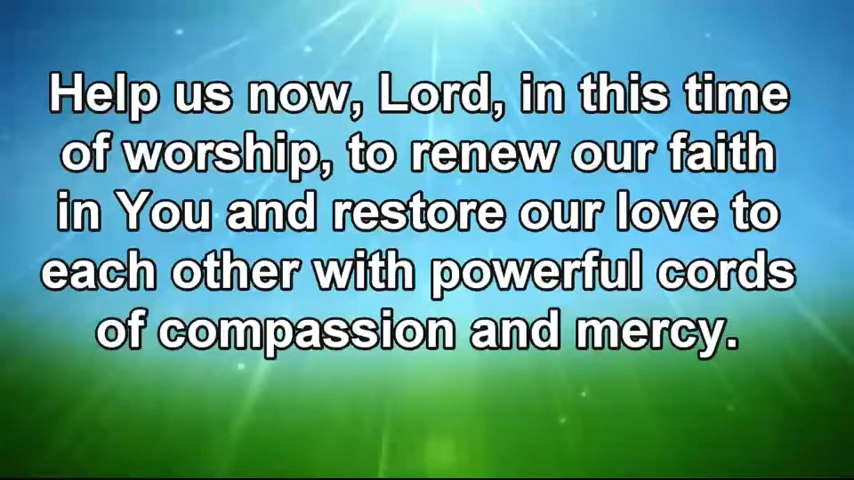 Help us now, Lord, in this time
of worship, to renew our faith
in You and restore our love to
each other with powerful cords
of compassion and mercy.